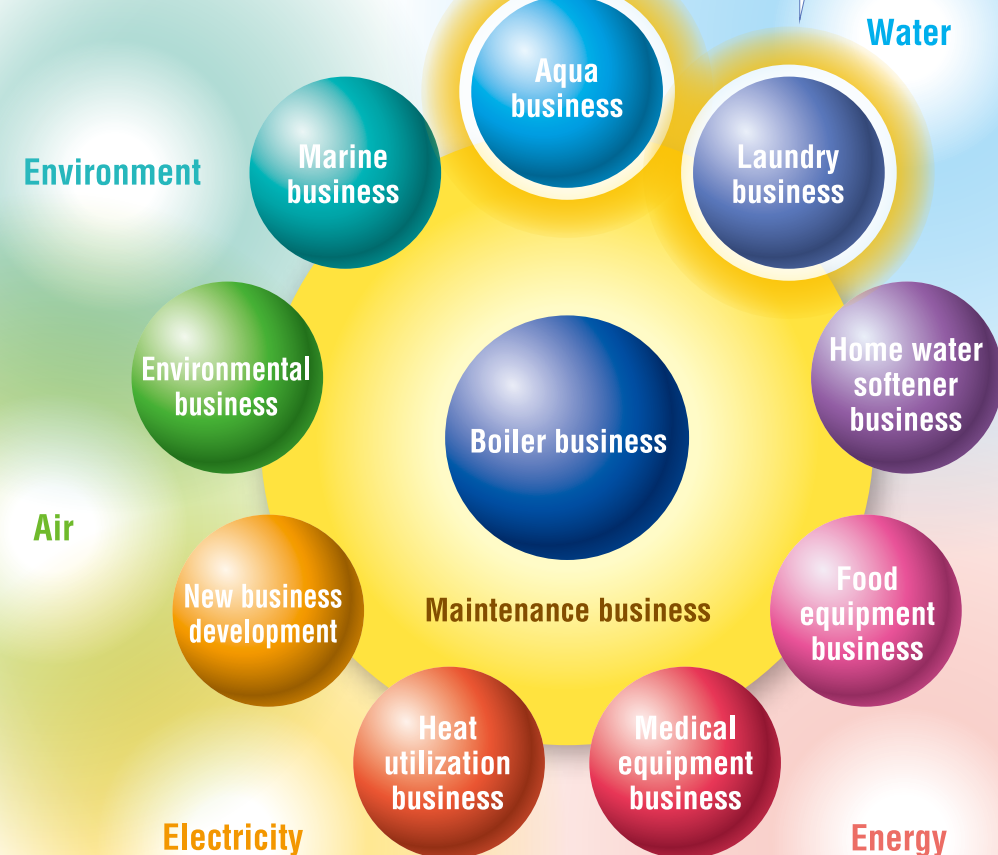 Water
Aqua
business
Marine
business
Laundry
business
Environment
Environmental
business
Home water
softener
business
Boiler business
Air
New business
development
Maintenance business
Food
equipment
business
Heat
utilization
business
Medical
equipment
business
Electricity
Energy